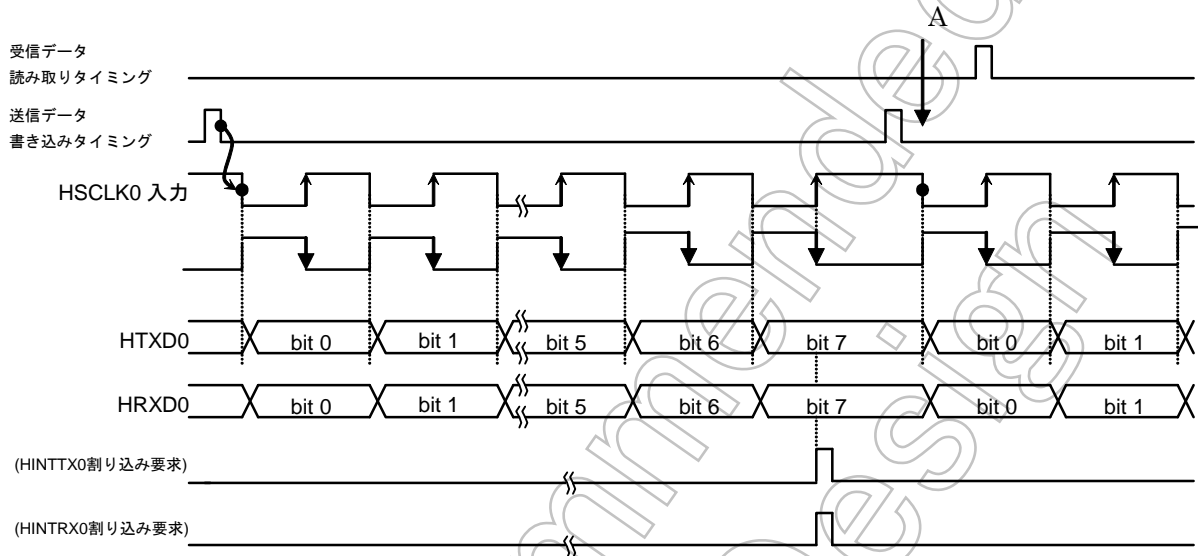 A
受信データ
読み取りタイミング
送信データ
書き込みタイミング
HSCLK0 入力
HTXD0
bit 0 bit 1 bit 5 bit 6 bit 7 bit 0 bit 1
HRXD0
bit 0 bit 1 bit 5 bit 6 bit 7 bit 0 bit 1
(HINTTX0割り込み要求)
(HINTRX0割り込み要求)